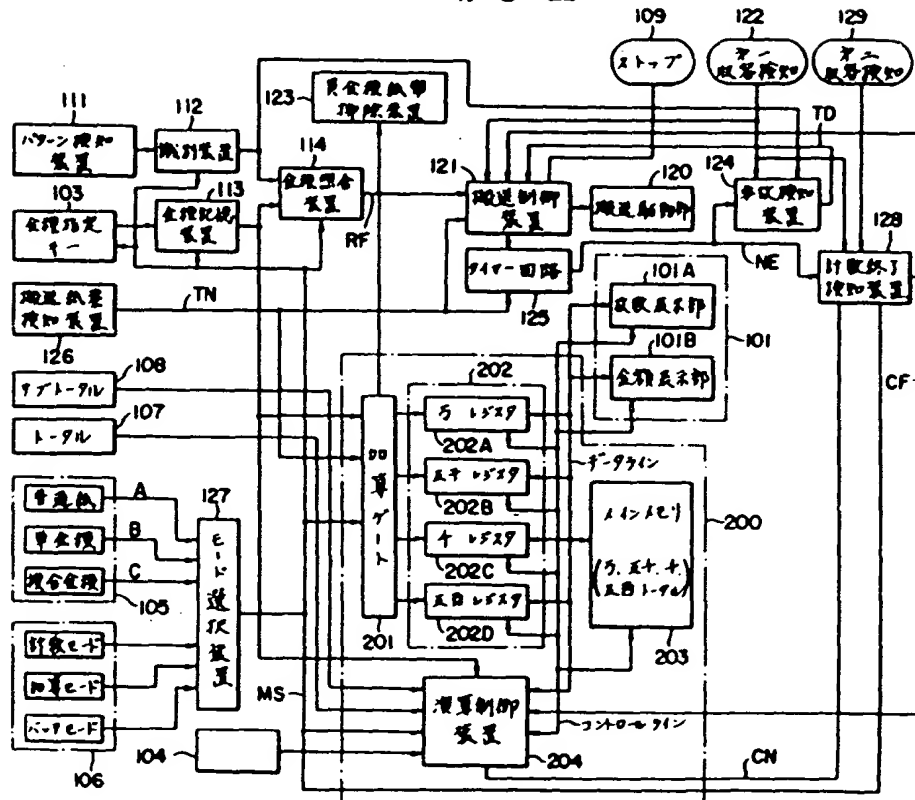 109
122
129
ストップ
第一
収容検知
第二
収容検知
123
異金種紙幣
排除装置
111
112
パターン検知
装置
識別装置
114
金種照合
装置
TD
121
120
124
搬送制御
装置
搬送駆動部
事故検知
装置
103
113
金種指定
キー
金種記憶
装置
RF
128
タイマー回路
NE
計数終了
検知装置
125
搬送紙葉
検知装置
TN
126
101A
枚数表示部
101B
101
金額表示部
108
サブトータル
107
トータル
202
CF
加算ゲート
201
万レジスタ
202A
データライン
五千レジスタ
202B
千レジスタ
202C
五百レジスタ
202D
メインメモリ
(万、五千、千、
五百トータル)
203
200
127
普通紙
A
単金種
B
混合金種
C
105
モード選択装置
計数モード
加算モード
バッチモード
106
MS
104
演算制御
装置
204
コントロールライン
CN